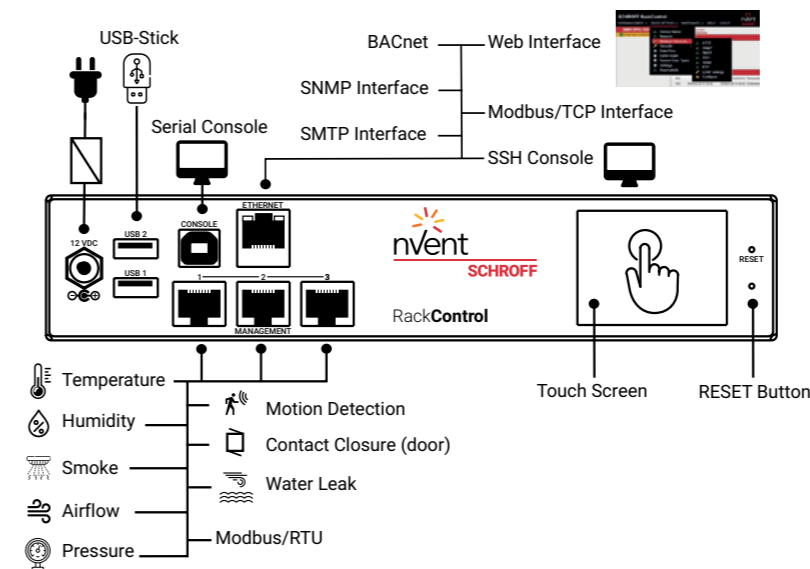 USB-Stick
Serial Console
BACnet
Web Interface
SNMP Interface
Modbus/TCP Interface
SMTP Interface
SSH Console
SCHROFF RackControl
12 VDC
USB 2
USB 1
CONSOLE
ETHERNET
1
2
3
MANAGEMENT
nvent
SCHROFF
RackControl
RESET
Touch Screen
RESET Button
Temperature
Humidity
Smoke
Airflow
Pressure
Motion Detection
Contact Closure (door)
Water Leak
Modbus/RTU